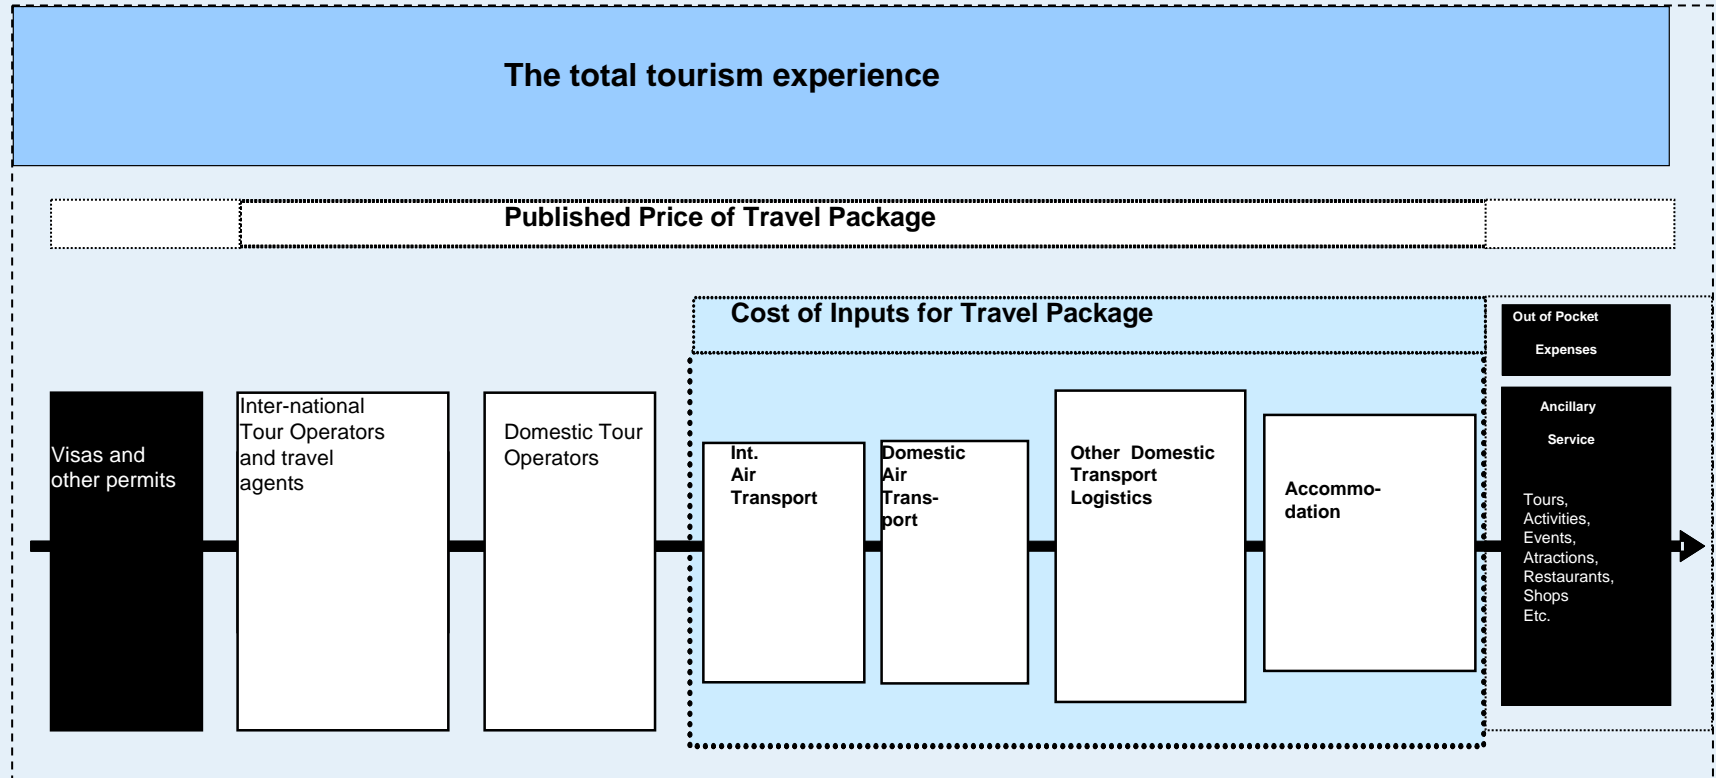 The total tourism experience
Published Price of Travel Package
Cost of Inputs for Travel Package
Out of Pocket
Expenses
Visas and
other permits
Inter-national
Tour Operators
and travel
agents
Domestic Tour
Operators
Int.
Air
Transport
Domestic
Air
Trans-
port
Other Domestic
Transport
Logistics
Accommo-
dation
Ancillary
Service
Tours,
Activities,
Events,
Atractions,
Restaurants,
Shops
Etc.